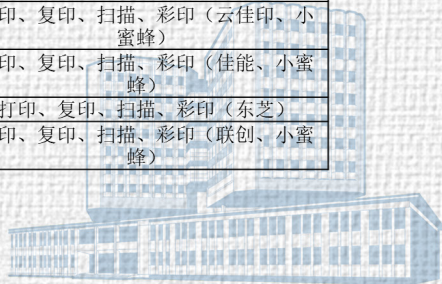 印、复印、扫描、彩印（云佳印、小
蜜蜂）
印、复印、扫描、彩印（佳能、小蜜
蜂）
打印、复印、扫描、彩印（东芝）
印、复印、扫描、彩印（联创、小蜜
蜂）